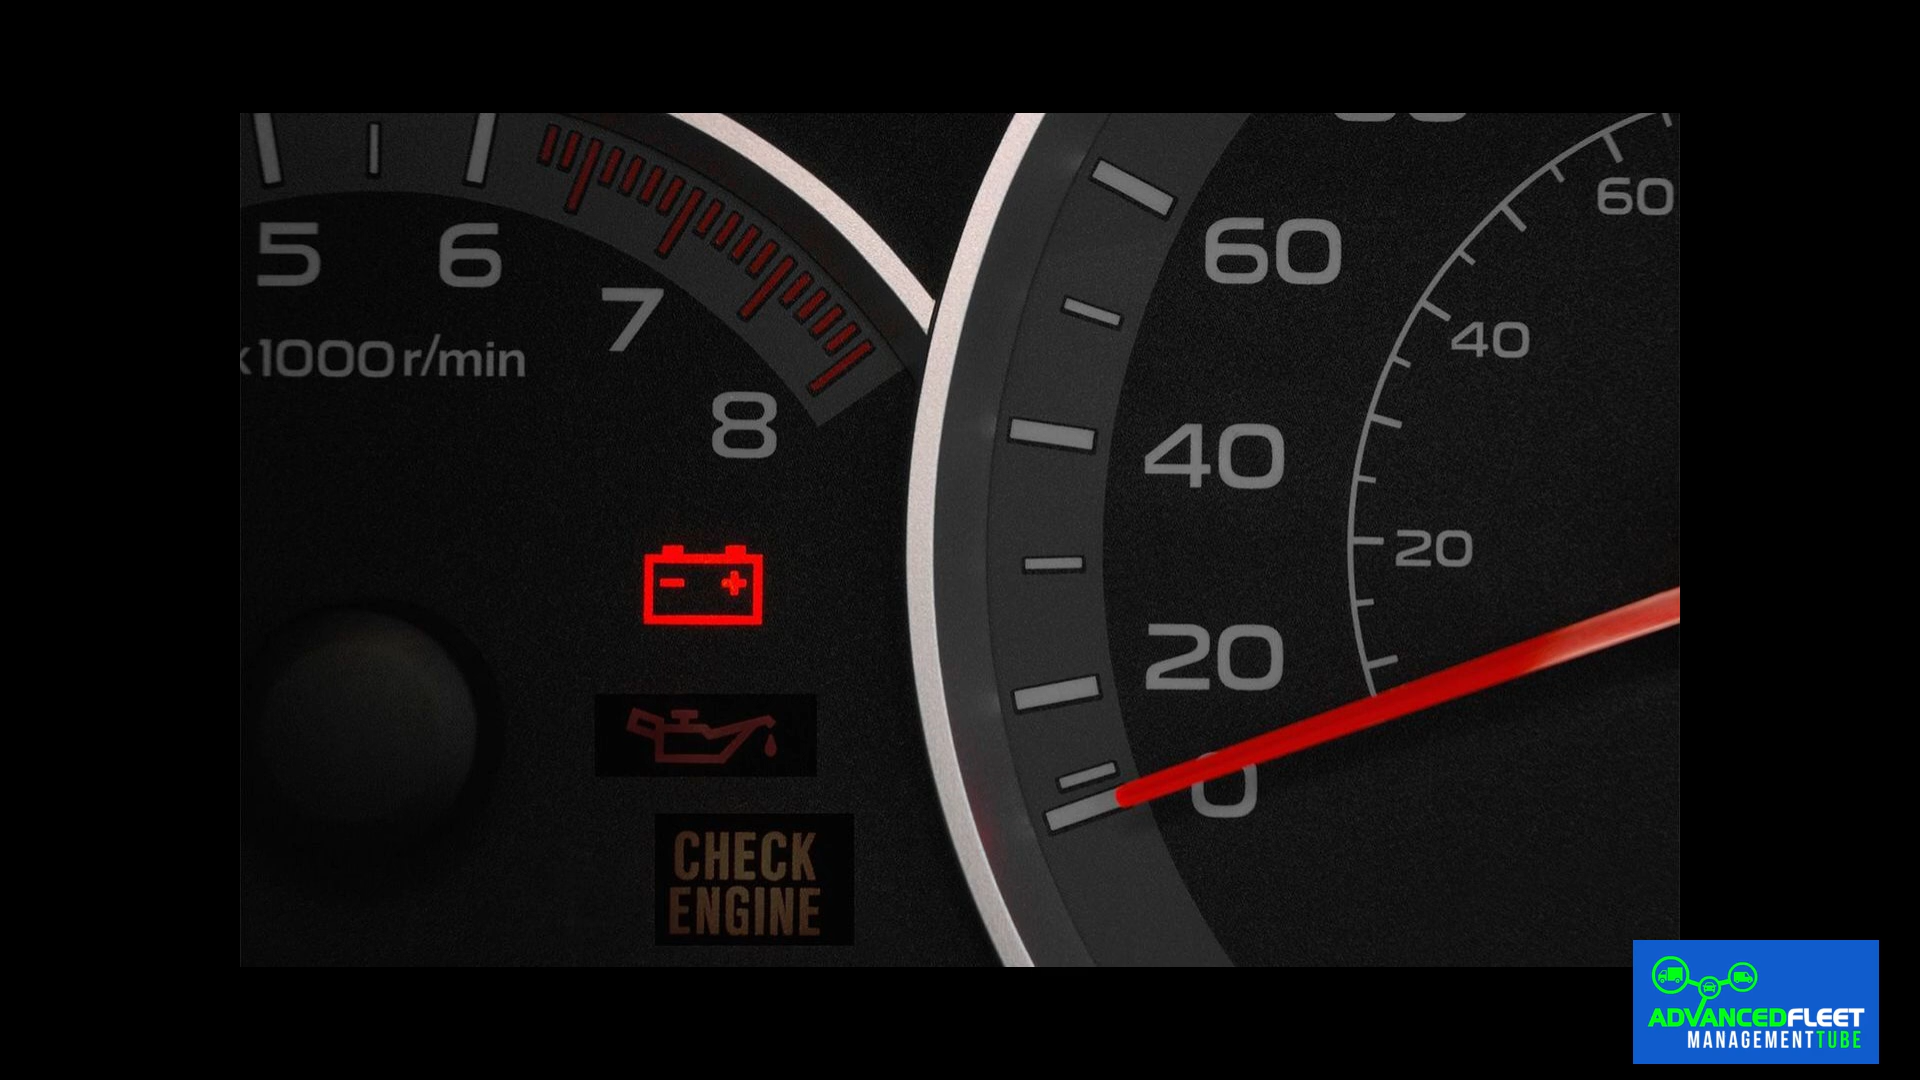 5
6
7
8
x1000 r/min
60
40
20
0
60
40
20
CHECK
ENGINE
ADVANCEDFLEET
MANAGEMENTTUBE